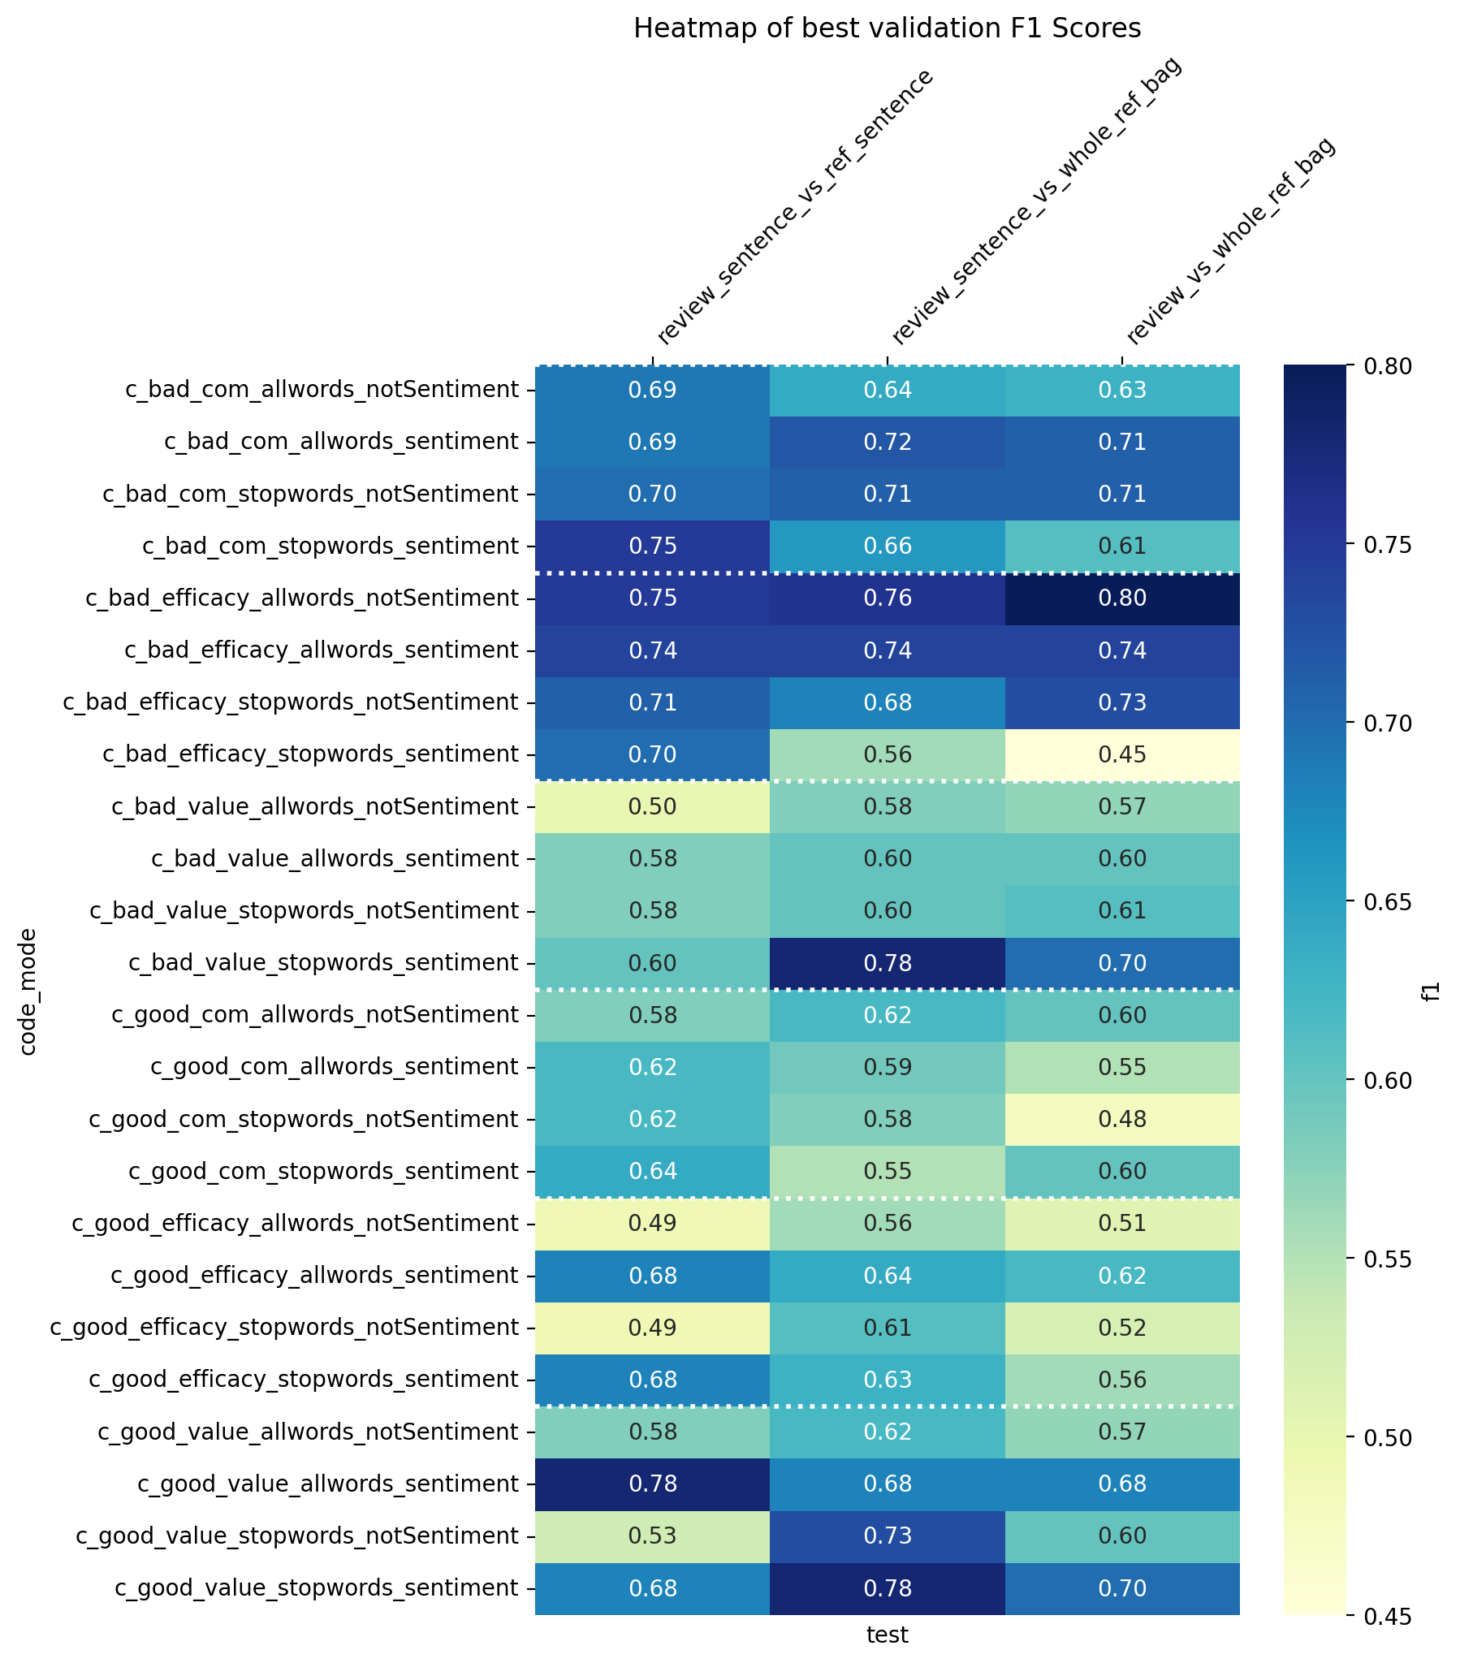 Heatmap of best validation F1 Scores
review_sentence_vs_ref_sentence
review_sentence_vs_whole_ref_bag
review_vs_whole_ref_bag
c_bad_com_allwords_notSentiment 0.69 0.64 0.63
c_bad_com_allwords_sentiment 0.69 0.72 0.71
c_bad_com_stopwords_notSentiment 0.70 0.71 0.71
c_bad_com_stopwords_sentiment 0.75 0.66 0.61
c_bad_efficacy_allwords_notSentiment 0.75 0.76 0.80
c_bad_efficacy_allwords_sentiment 0.74 0.74 0.74
c_bad_efficacy_stopwords_notSentiment 0.71 0.68 0.73
c_bad_efficacy_stopwords_sentiment 0.70 0.56 0.45
c_bad_value_allwords_notSentiment 0.50 0.58 0.57
c_bad_value_allwords_sentiment 0.58 0.60 0.60
c_bad_value_stopwords_notSentiment 0.58 0.60 0.61
c_bad_value_stopwords_sentiment 0.60 0.78 0.70
c_good_com_allwords_notSentiment 0.58 0.62 0.60
c_good_com_allwords_sentiment 0.62 0.59 0.55
c_good_com_stopwords_notSentiment 0.62 0.58 0.48
c_good_com_stopwords_sentiment 0.64 0.55 0.60
c_good_efficacy_allwords_notSentiment 0.49 0.56 0.51
c_good_efficacy_allwords_sentiment 0.68 0.64 0.62
c_good_efficacy_stopwords_notSentiment 0.49 0.61 0.52
c_good_efficacy_stopwords_sentiment 0.68 0.63 0.56
c_good_value_allwords_notSentiment 0.58 0.62 0.57
c_good_value_allwords_sentiment 0.78 0.68 0.68
c_good_value_stopwords_notSentiment 0.53 0.73 0.60
c_good_value_stopwords_sentiment 0.68 0.78 0.70
code_mode
test
0.80
0.75
0.70
0.65
0.60
0.55
0.50
0.45
f1